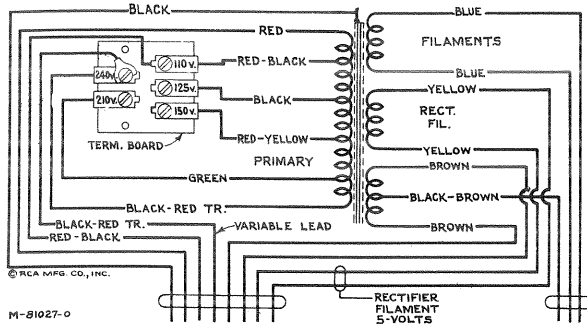 BLACK
BLUE
RED
FILAMENTS
RED-BLACK
110 V.
240V.
125V.
BLUE
210V.
BLACK
YELLOW
150V.
RECT.
FIL.
RED-YELLOW
TERM. BOARD
PRIMARY
YELLOW
BROWN
GREEN
BLACK-BROWN
BLACK-RED TR.
BLACK-RED TR.
VARIABLE LEAD
BROWN
RED-BLACK
© RCA MFG. CO., INC.
RECTIFIER
FILAMENT
5-VOLTS
M-81027-0